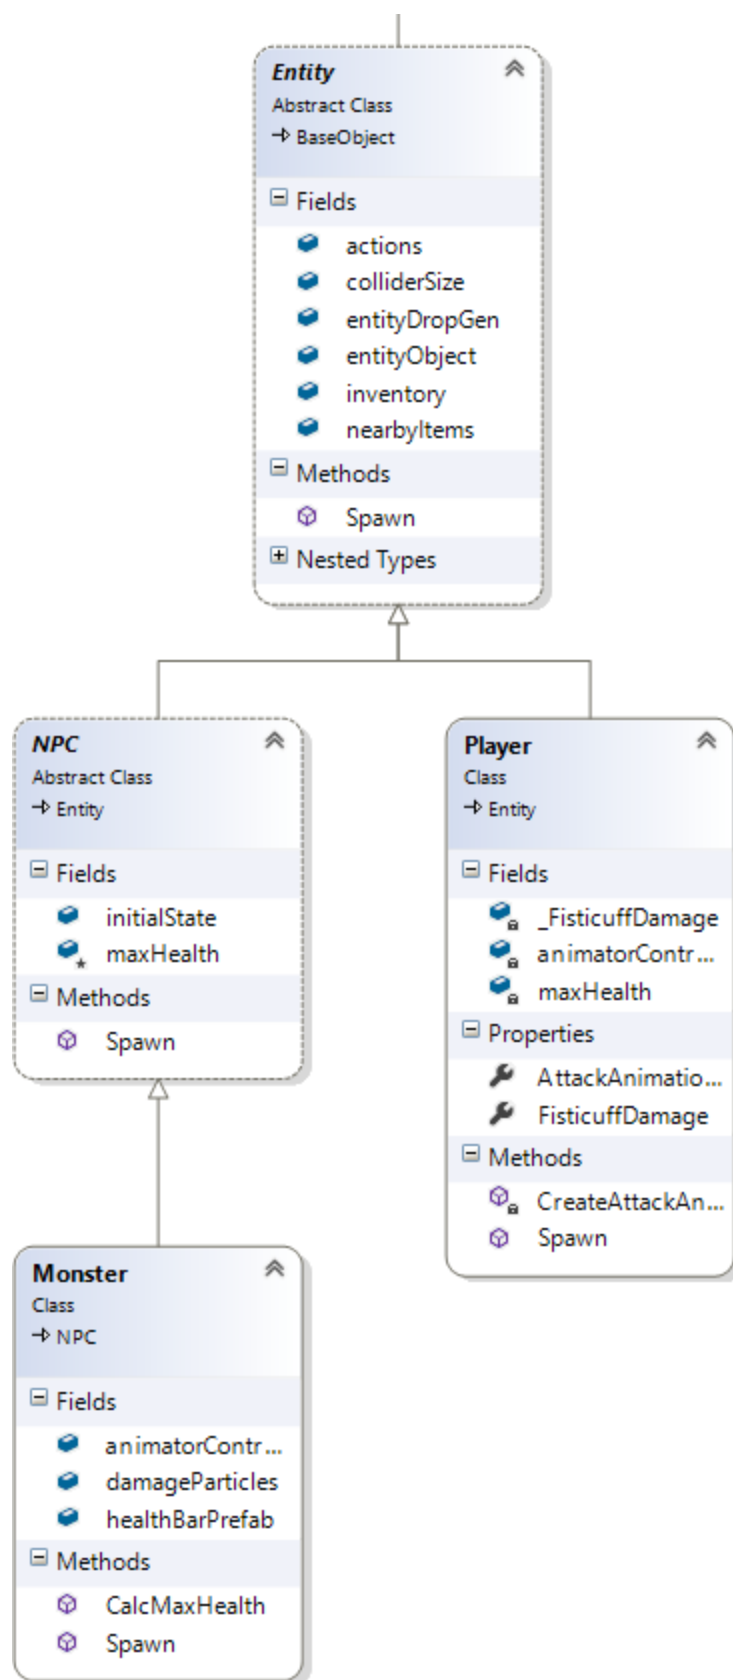 Entity
Abstract Class
BaseObject
Fields
actions
colliderSize
entityDropGen
entityObject
inventory
nearbyItems
Methods
Spawn
Nested Types
NPC
Abstract Class
Entity
Fields
initialState
maxHealth
Methods
Spawn
Player
Class
Entity
Fields
_FisticuffDamage
animatorContr...
maxHealth
Properties
AttackAnimatio...
FisticuffDamage
Methods
CreateAttackAn...
Spawn
Monster
Class
NPC
Fields
animatorContr...
damageParticles
healthBarPrefab
Methods
CalcMaxHealth
Spawn